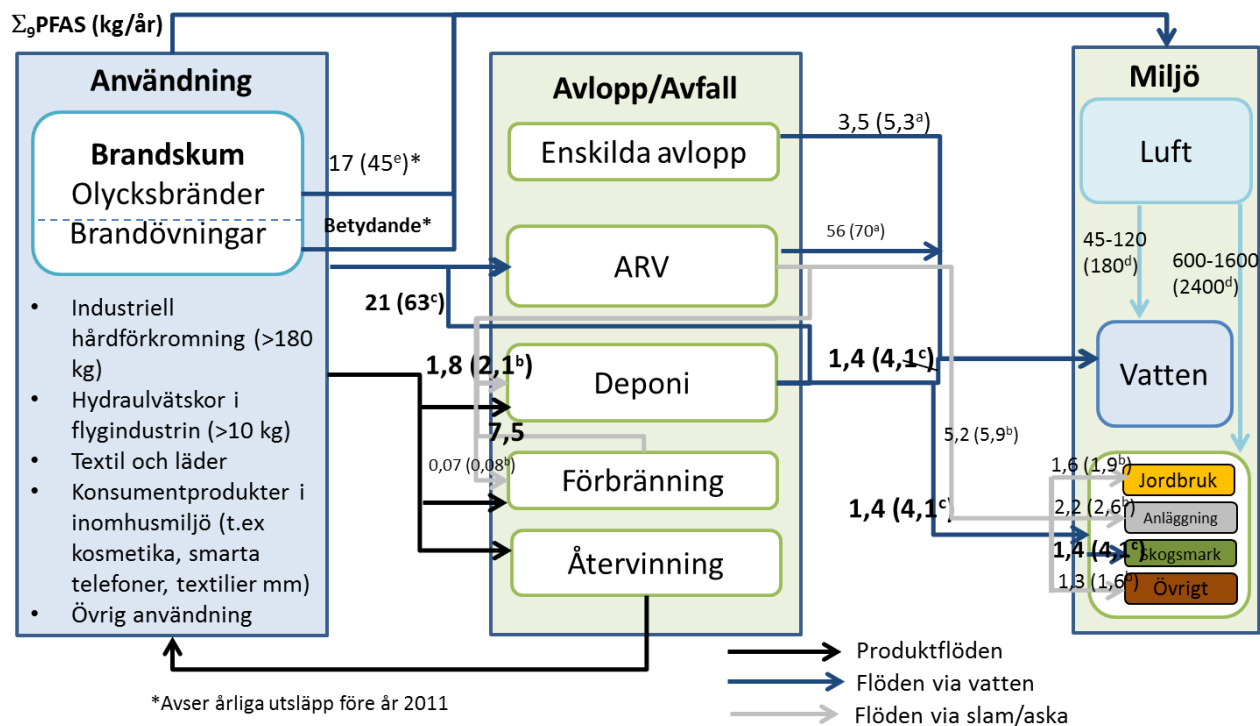 Σ₉PFAS (kg/år)
Användning
Brandskum
Olycksbränder
Brandövningar
• Industriell
hårdförkromning (>180
kg)
• Hydraulvätskor i
flygindustrin (>10 kg)
• Textil och läder
• Konsumentprodukter i
inomhusmiljö (t.ex
kosmetika, smarta
telefoner, textilier mm)
• Övrig användning
17 (45ᵉ)*
Betydande*
21 (63ᶜ)
1,8 (2,1ᵇ)
7,5
0,07 (0,08ᵇ)
Avlopp/Avfall
Enskilda avlopp
ARV
Deponi
Förbränning
Återvinning
3,5 (5,3ᵃ)
56 (70ᵃ)
1,4 (4,1ᶜ)
5,2 (5,9ᵇ)
1,4 (4,1ᶜ)
Miljö
Luft
45-120
(180ᵈ)
600-1600
(2400ᵈ)
Vatten
1,6 (1,9ᵇ)
Jordbruk
2,2 (2,6ᵇ)
Anläggning
1,4 (4,1ᶜ)
Skogsmark
1,3 (1,6ᵇ)
Övrigt
Produktflöden
Flöden via vatten
Flöden via slam/aska
*Avser årliga utsläpp före år 2011